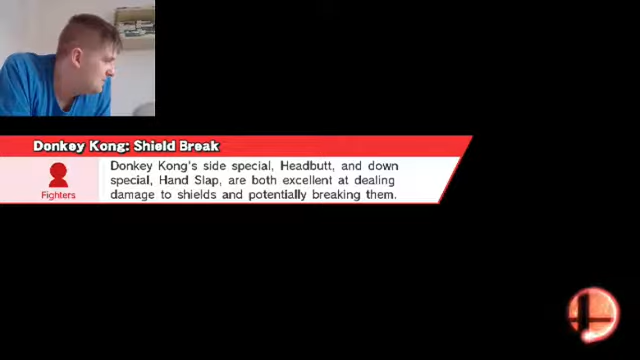 Donkey Kong: Shield Break
Donkey Kong's side special, Headbutt, and down
special, Hand Slap, are both excellent at dealing
damage to shields and potentially breaking them.
Fighters